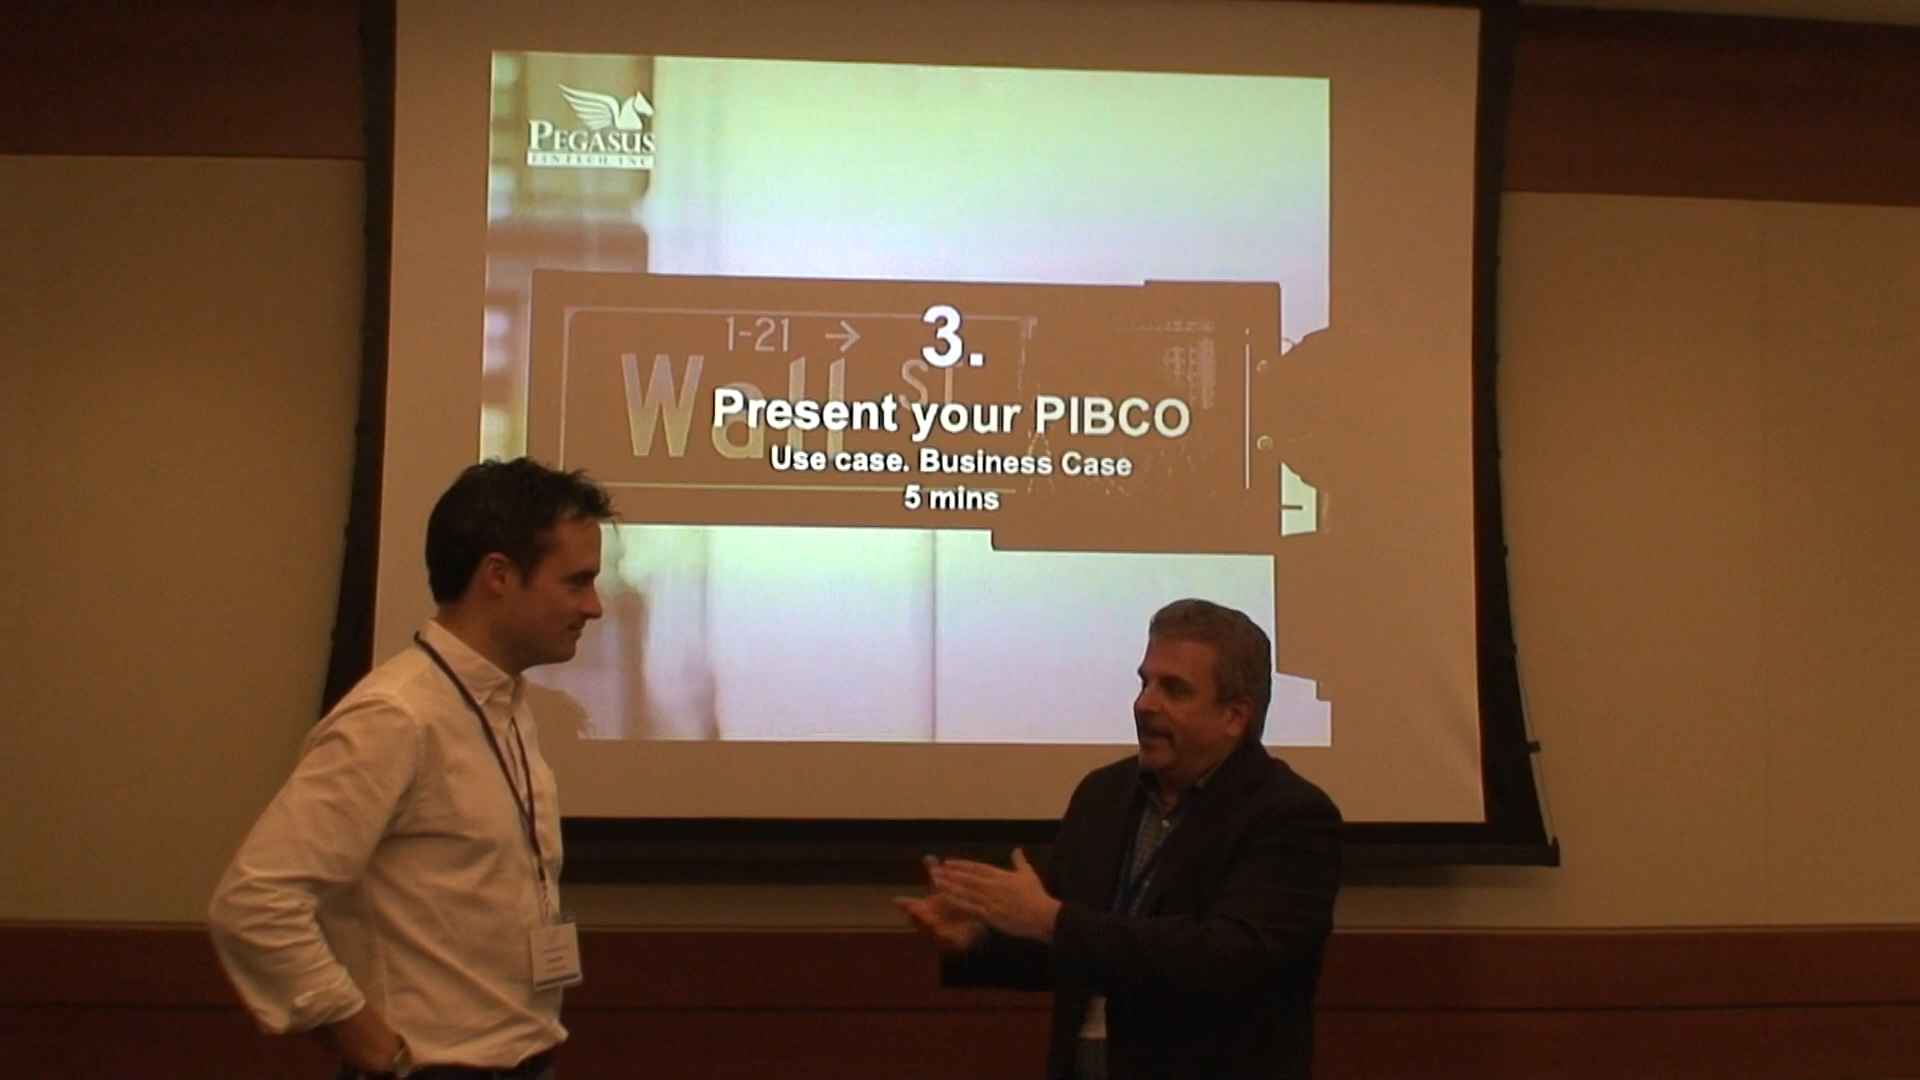 PEGASUS
FINTECH INC
1-21 →
Wall ST
3.
Present your PIBCO
Use case. Business Case
5 mins